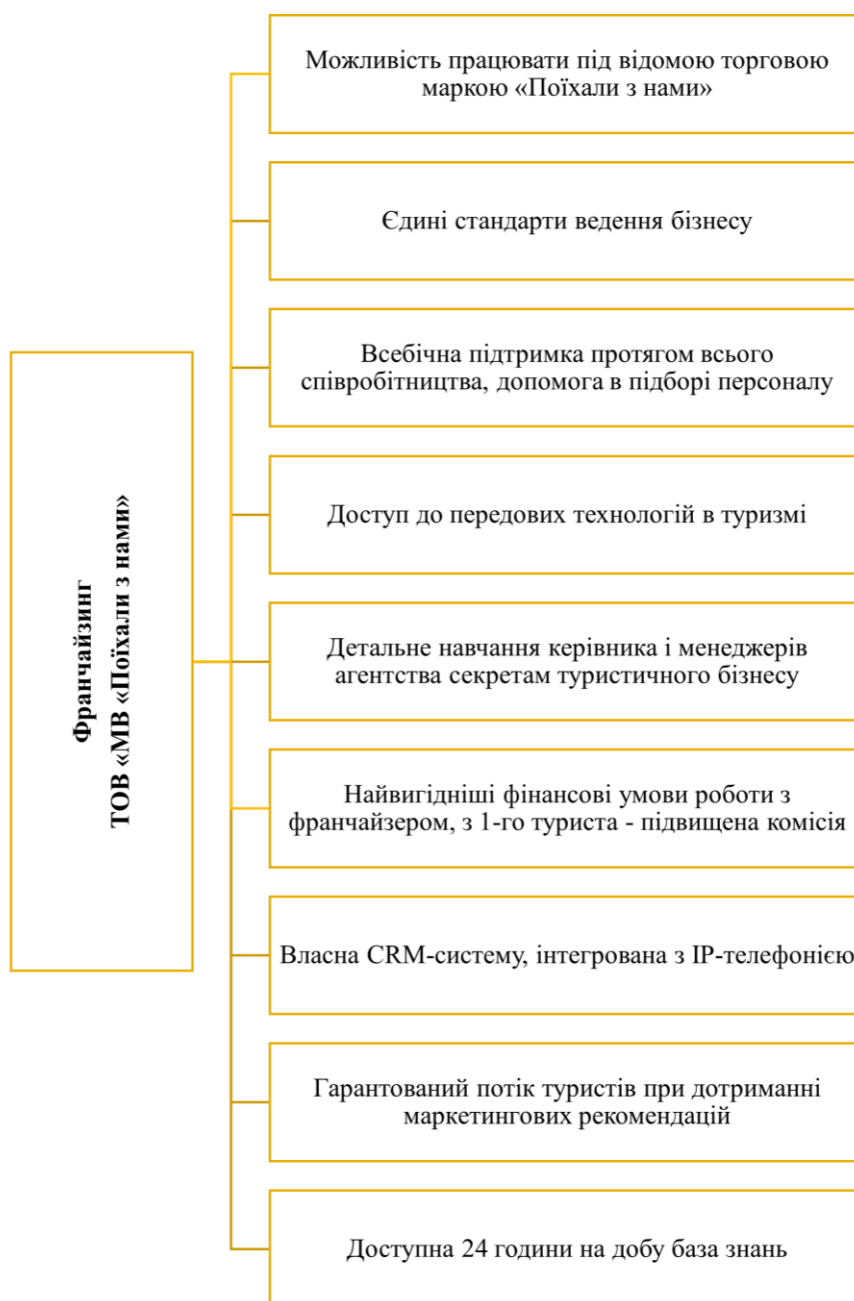 Можливість працювати під відомою торговою
маркою «Поїхали з нами»
Єдині стандарти ведення бізнесу
Всебічна підтримка протягом всього
співробітництва, допомога в підборі персоналу
Франчайзинг
ТОВ «МВ «Поїхали з нами»
Доступ до передових технологій в туризмі
Детальне навчання керівника і менеджерів
агентства секретам туристичного бізнесу
Найвигідніші фінансові умови роботи з
франчайзером, з 1-го туриста - підвищена комісія
Власна CRM-систему, інтегрована з IP-телефонією
Гарантований потік туристів при дотриманні
маркетингових рекомендацій
Доступна 24 години на добу база знань